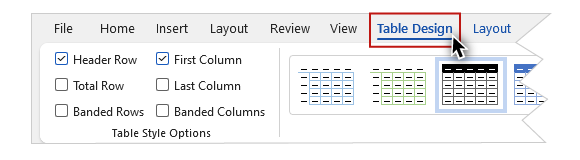 File Home Insert Layout Review View Table Design Layout
Header Row First Column
Total Row Last Column
Banded Rows Banded Columns
Table Style Options